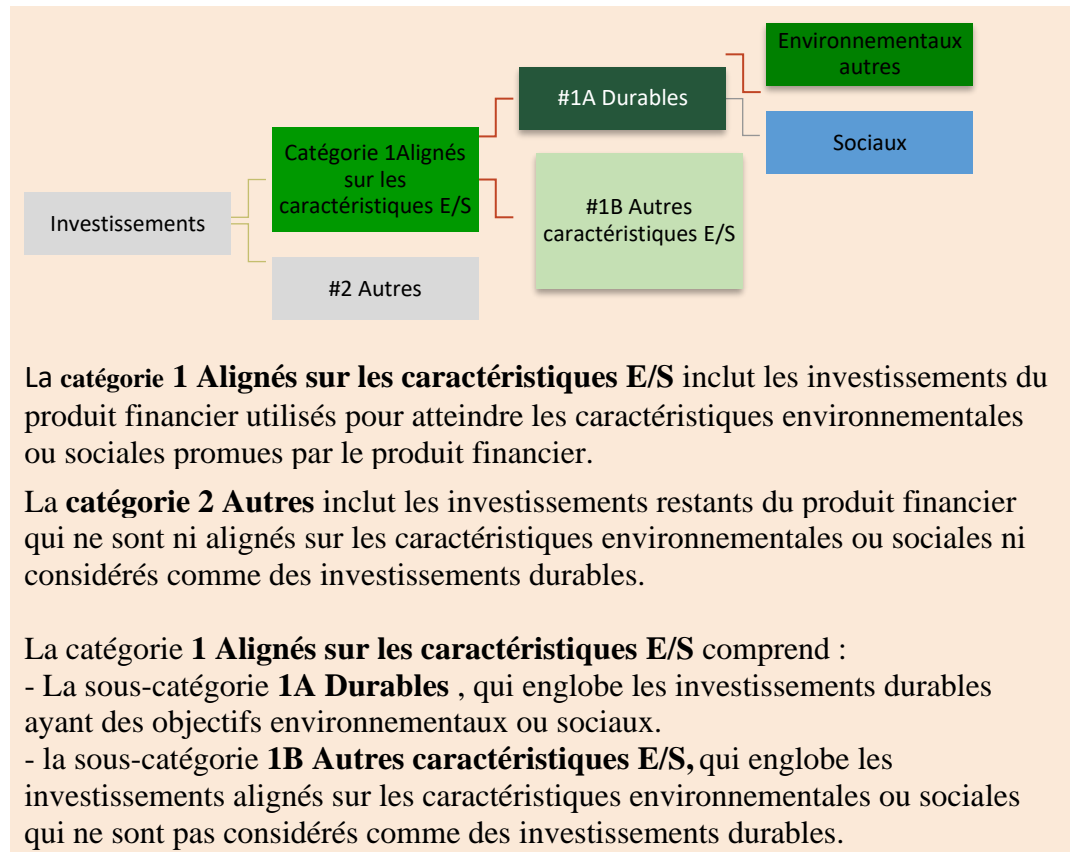 Environnementaux
autres
#1A Durables
Sociaux
Catégorie 1Alignés
sur les
caractéristiques E/S
#1B Autres
caractéristiques E/S
Investissements
#2 Autres
La catégorie 1 Alignés sur les caractéristiques E/S inclut les investissements du
produit financier utilisés pour atteindre les caractéristiques environnementales
ou sociales promues par le produit financier.
La catégorie 2 Autres inclut les investissements restants du produit financier
qui ne sont ni alignés sur les caractéristiques environnementales ou sociales ni
considérés comme des investissements durables.
La catégorie 1 Alignés sur les caractéristiques E/S comprend :
- La sous-catégorie 1A Durables , qui englobe les investissements durables
ayant des objectifs environnementaux ou sociaux.
- la sous-catégorie 1B Autres caractéristiques E/S, qui englobe les
investissements alignés sur les caractéristiques environnementales ou sociales
qui ne sont pas considérés comme des investissements durables.